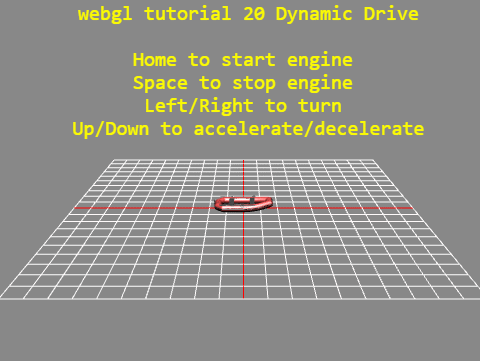 webgl tutorial 20 Dynamic Drive
Home to start engine
Space to stop engine
Left/Right to turn
Up/Down to accelerate/decelerate